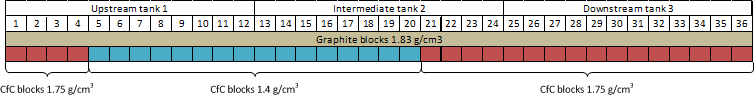 Upstream tank 1 Intermediate tank 2 Downstream tank 3
1 2 3 4 5 6 7 8 9 10 11 12 13 14 15 16 17 18 19 20 21 22 23 24 25 26 27 28 29 30 31 32 33 34 35 36
Graphite blocks 1.83 g/cm3
CfC blocks 1.75 g/cm³ CfC blocks 1.4 g/cm³ CfC blocks 1.75 g/cm³